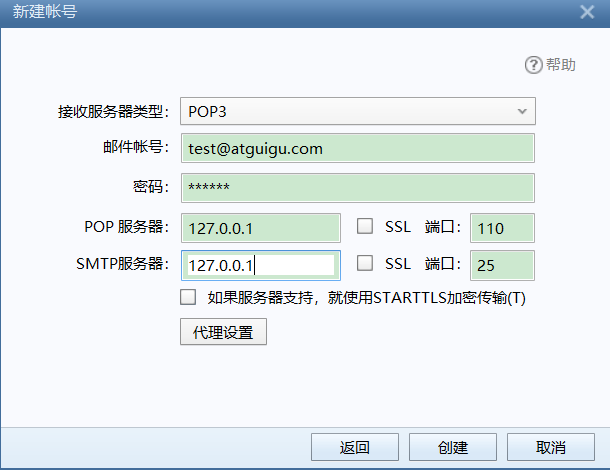 新建帐号
? 帮助
接收服务器类型: POP3
邮件帐号: test@atguigu.com
密码: ******
POP 服务器: 127.0.0.1 SSL 端口: 110
SMTP服务器: 127.0.0.1 SSL 端口: 25
如果服务器支持，就使用STARTTLS加密传输(T)
代理设置
返回 创建 取消